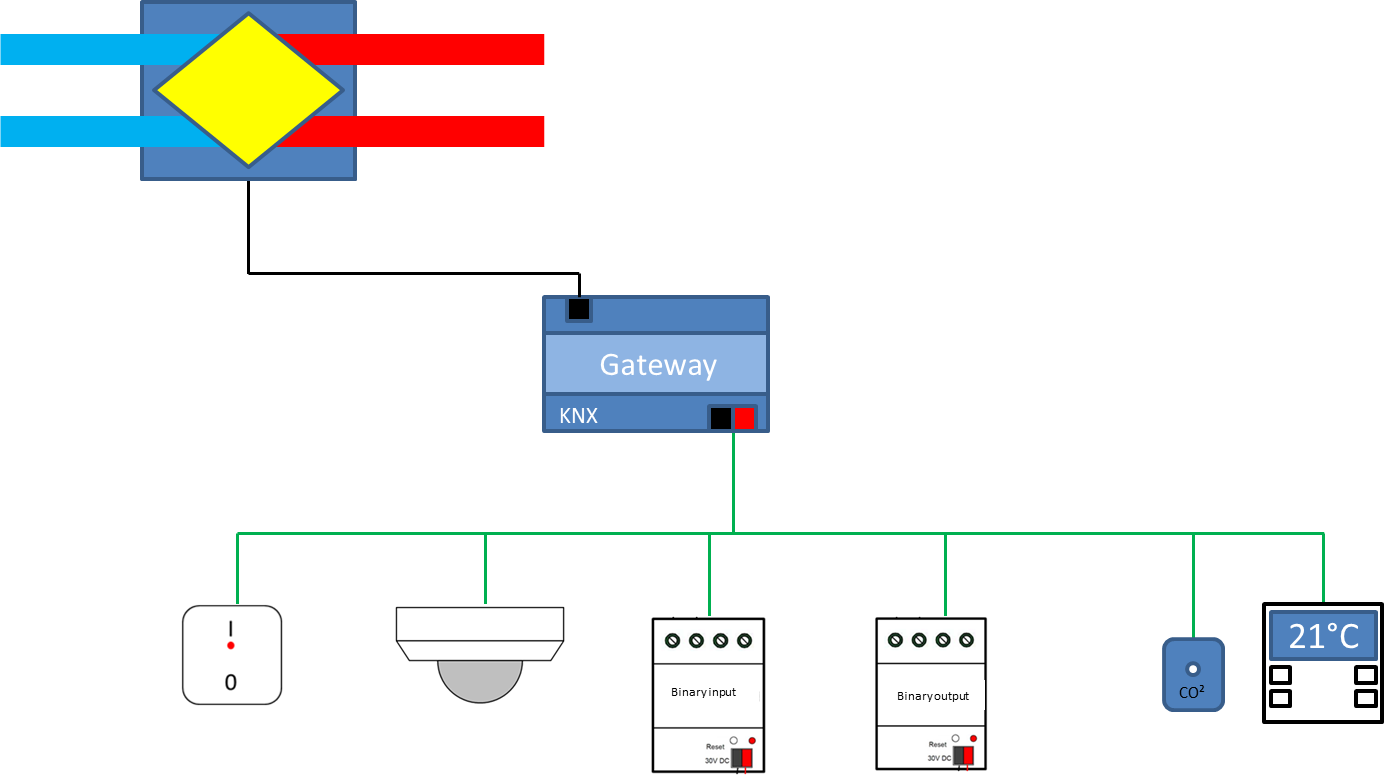 Gateway
KNX
I
0
Binary input
Reset
30V DC
Binary output
Reset
30V DC
CO²
21°C